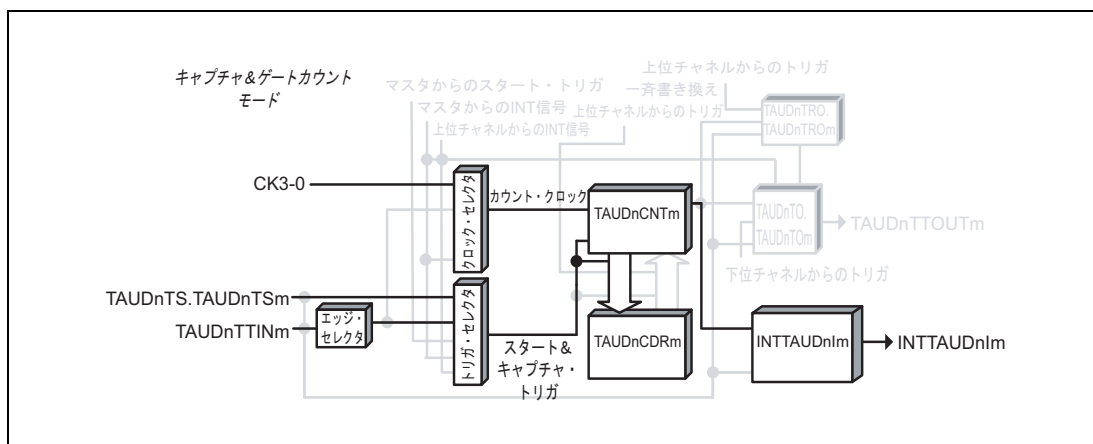 キャプチャ&ゲートカウント
モード
上位チャネルからのトリガ
マスタからのスタート・トリガ
一斉書き換え
マスタからのINT信号
上位チャネルからのトリガ
上位チャネルからのINT信号
TAUDnTRO.
TAUDnTROm
CK3-0
クロック・セレクタ
カウント・クロック
TAUDnCNTm
TAUDnTO.
TAUDnTOm
TAUDnTTOUTm
下位チャネルからのトリガ
TAUDnTS.TAUDnTSm
TAUDnTTINm
エッジ・
セレクタ
トリガ・セレクタ
スタート&
キャプチャ・
トリガ
TAUDnCDRm
INTTAUDnIm
INTTAUDnIm